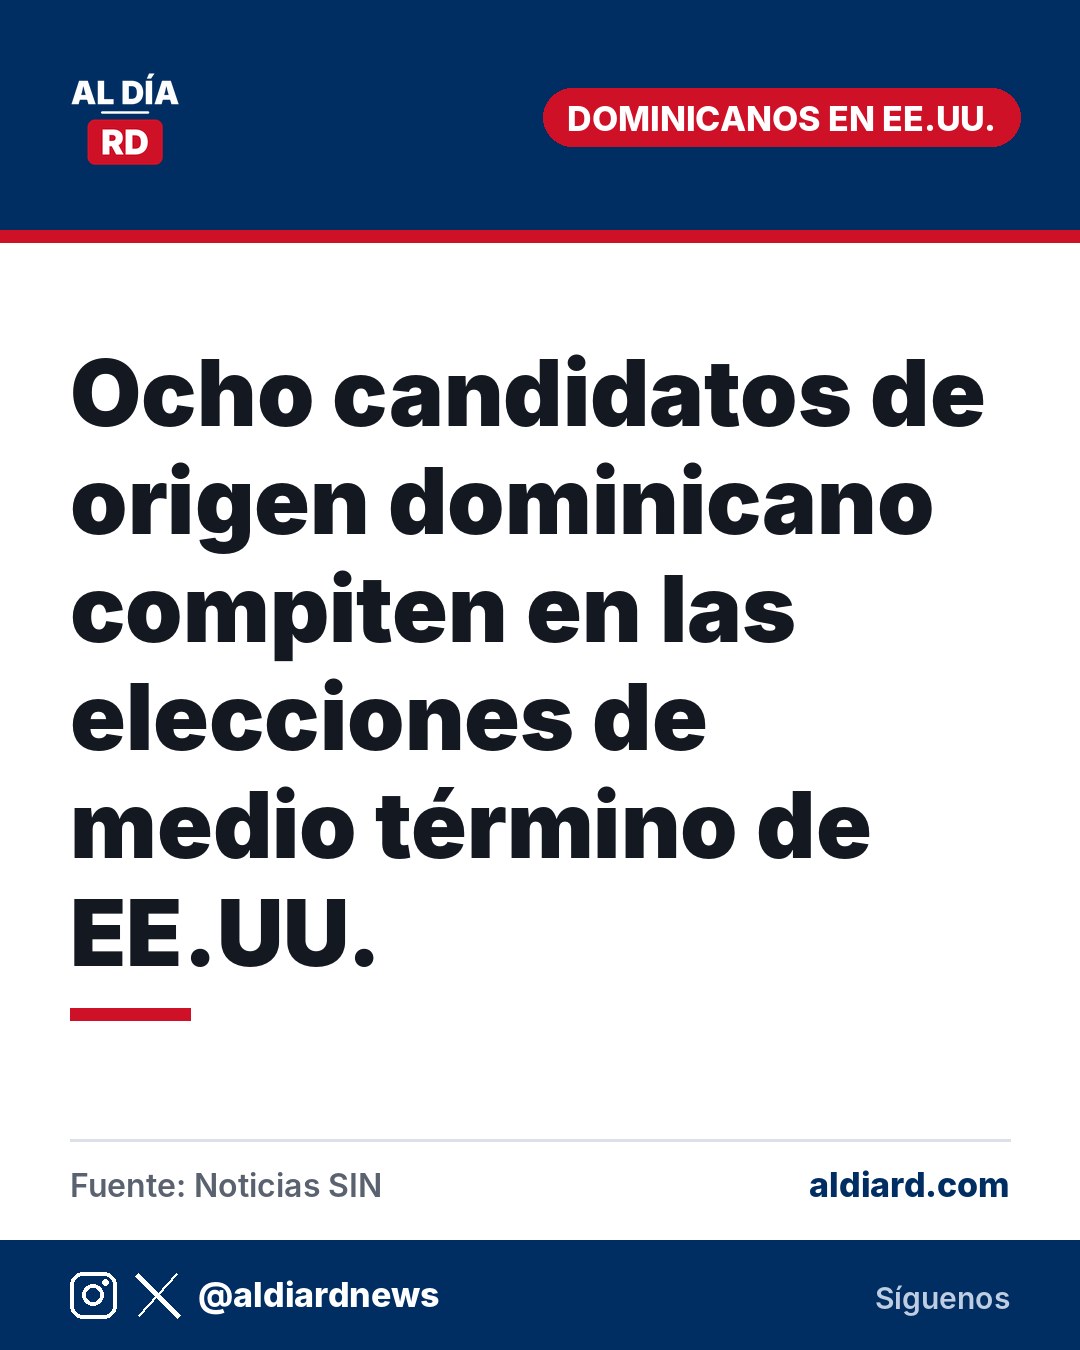 AL DÍA
RD
DOMINICANOS EN EE.UU.
Ocho candidatos de
origen dominicano
compiten en las
elecciones de
medio término de
EE.UU.
Fuente: Noticias SIN
aldiard.com
@aldiardnews
Síguenos